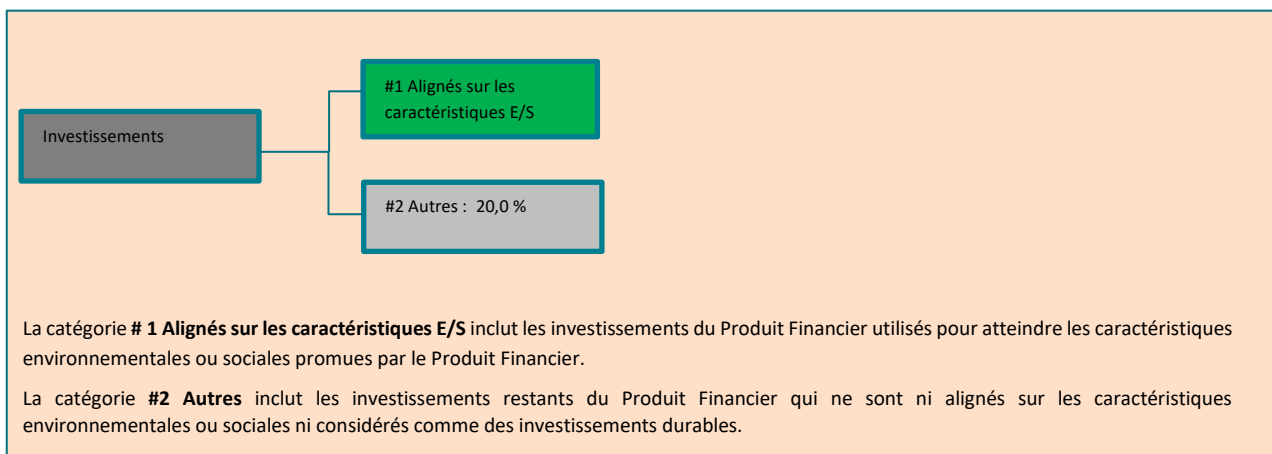 #1 Alignés sur les
caractéristiques E/S
Investissements
#2 Autres : 20,0 %
La catégorie # 1 Alignés sur les caractéristiques E/S inclut les investissements du Produit Financier utilisés pour atteindre les caractéristiques
environnementales ou sociales promues par le Produit Financier.
La catégorie #2 Autres inclut les investissements restants du Produit Financier qui ne sont ni alignés sur les caractéristiques
environnementales ou sociales ni considérés comme des investissements durables.